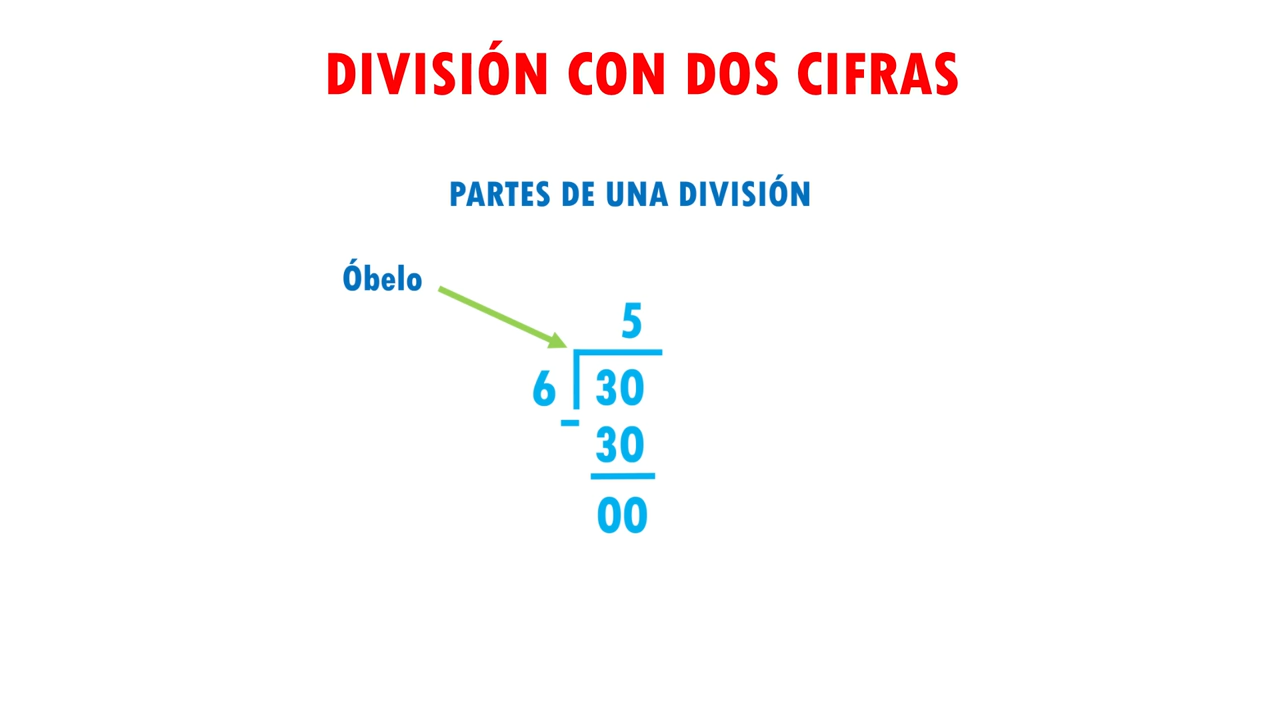 DIVISIÓN CON DOS CIFRAS
PARTES DE UNA DIVISIÓN
Óbelo
5
6 30
- 30
00